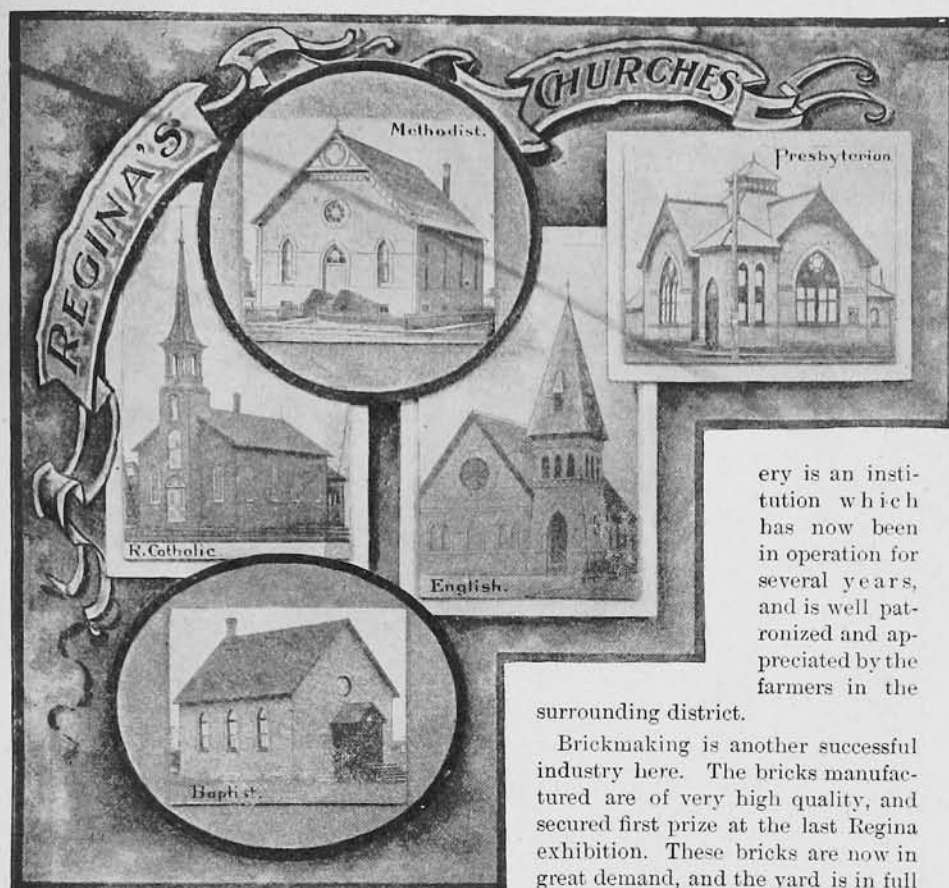 REGINA'S CHURCHES
Methodist.
Presbyterian
R. Catholic
English.
Baptist.
ery is an insti-
tution which
has now been
in operation for
several years,
and is well pat-
ronized and ap-
preciated by the
farmers in the
surrounding district.
Brickmaking is another successful
industry here. The bricks manufac-
tured are of very high quality, and
secured first prize at the last Regina
exhibition. These bricks are now in
great demand, and the yard is in full